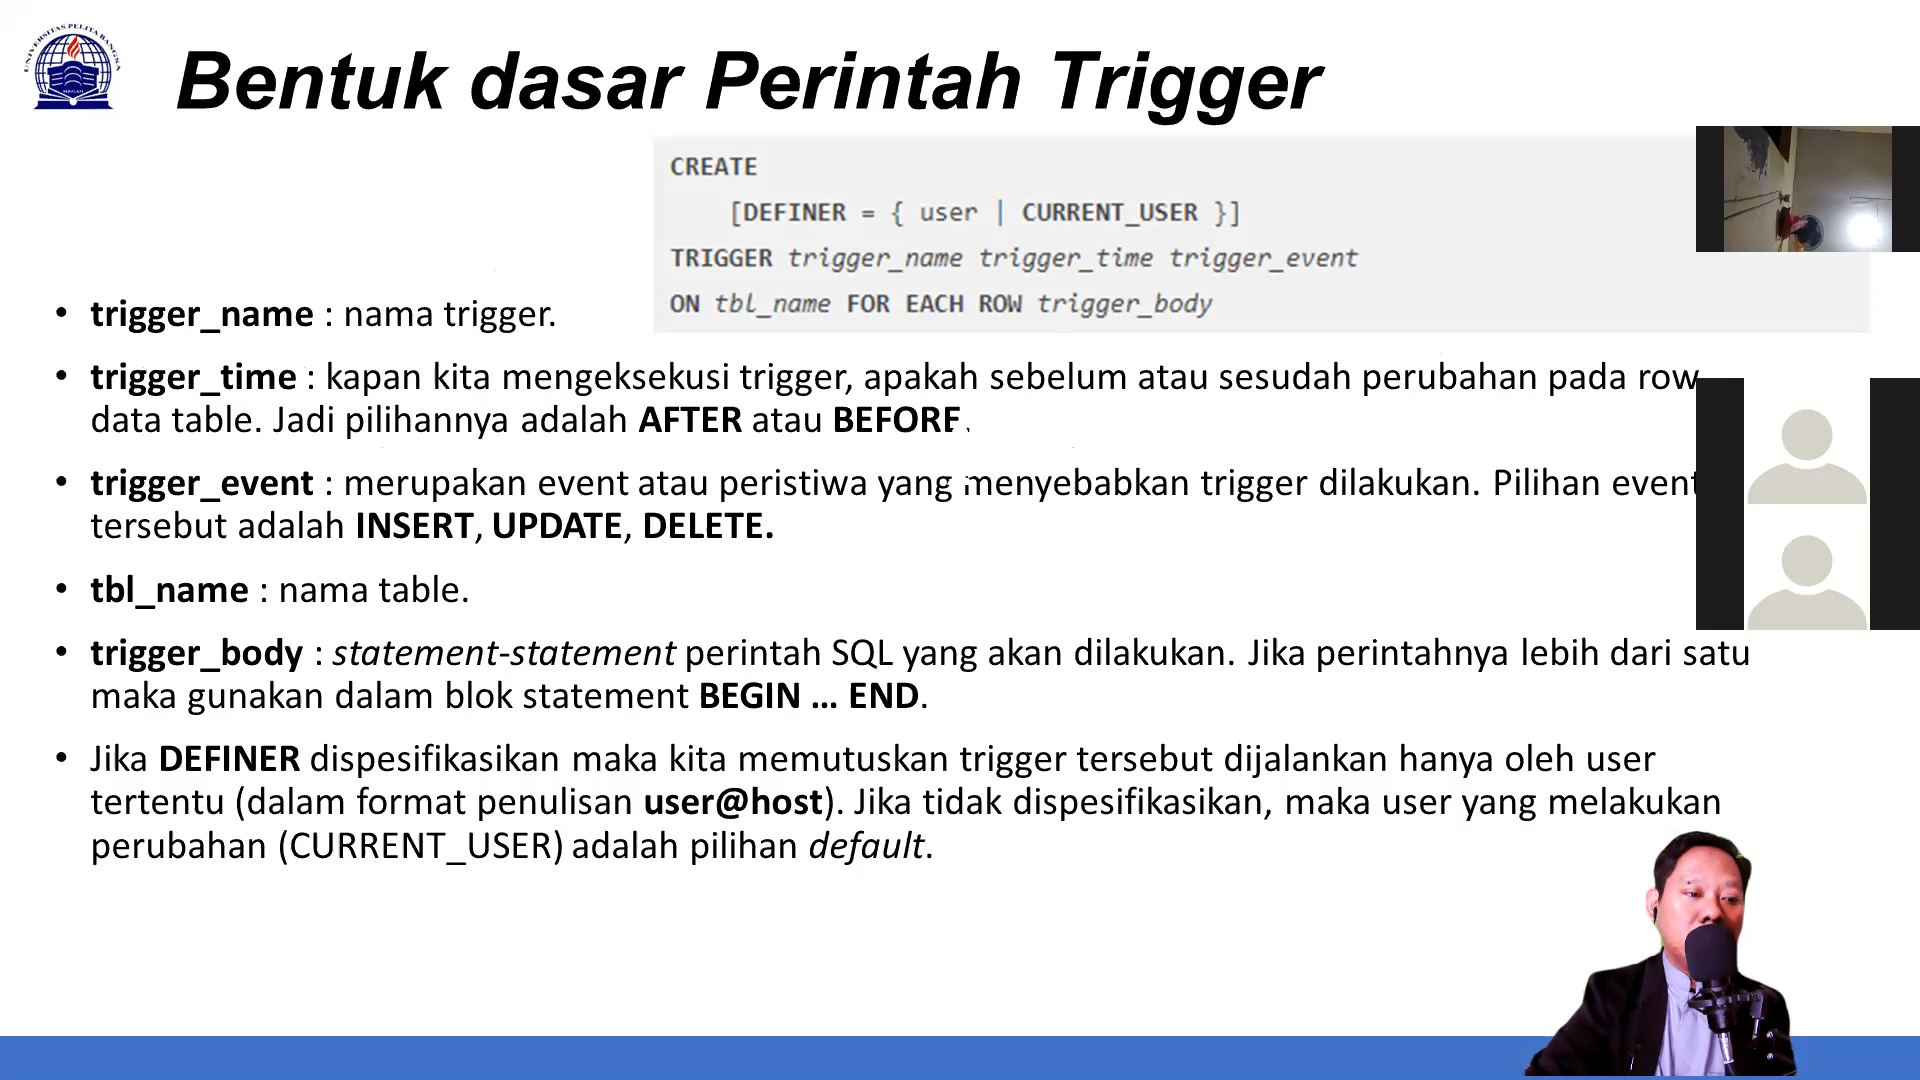 UNIVERSITAS PELITA BANGSA
Bentuk dasar Perintah Trigger
CREATE
[DEFINER = { user | CURRENT_USER }]
TRIGGER trigger_name trigger_time trigger_event
ON tbl_name FOR EACH ROW trigger_body
• trigger_name : nama trigger.
• trigger_time : kapan kita mengeksekusi trigger, apakah sebelum atau sesudah perubahan pada row
data table. Jadi pilihannya adalah AFTER atau BEFORE.
• trigger_event : merupakan event atau peristiwa yang menyebabkan trigger dilakukan. Pilihan event
tersebut adalah INSERT, UPDATE, DELETE.
• tbl_name : nama table.
• trigger_body : statement-statement perintah SQL yang akan dilakukan. Jika perintahnya lebih dari satu
maka gunakan dalam blok statement BEGIN ... END.
• Jika DEFINER dispesifikasikan maka kita memutuskan trigger tersebut dijalankan hanya oleh user
tertentu (dalam format penulisan user@host). Jika tidak dispesifikasikan, maka user yang melakukan
perubahan (CURRENT_USER) adalah pilihan default.